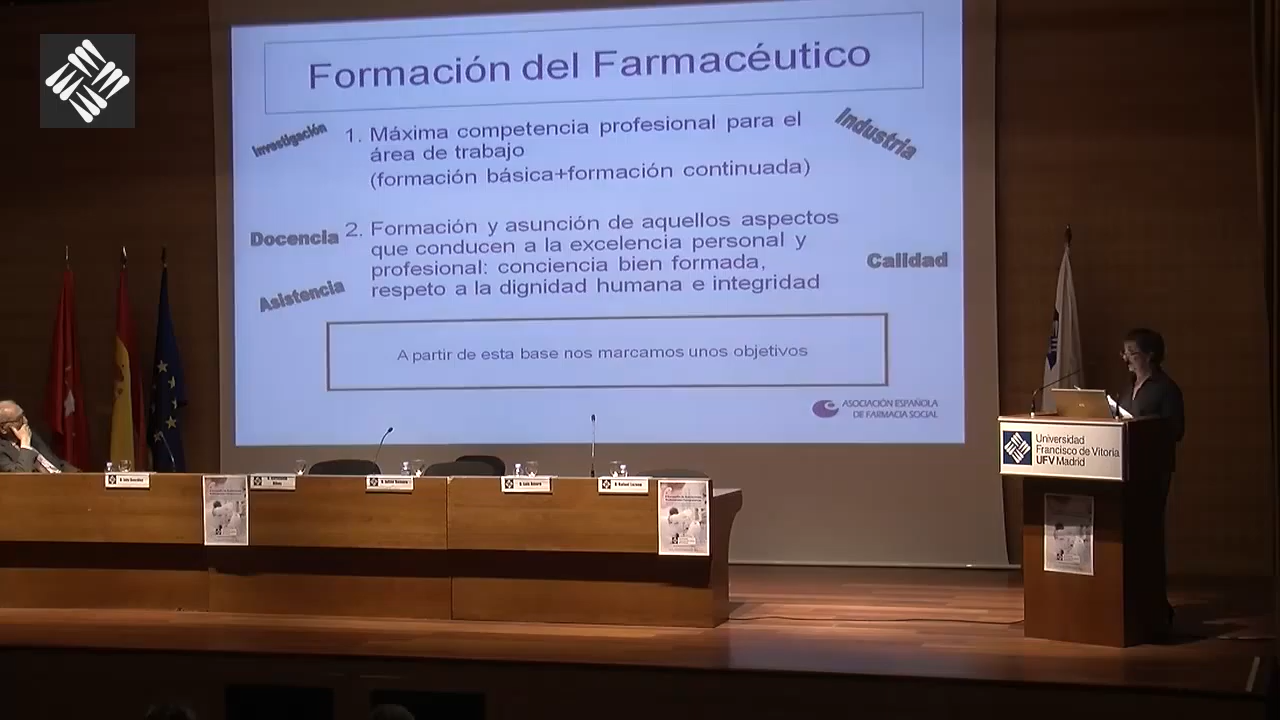 Formación del Farmacéutico
Investigación
1. Máxima competencia profesional para el
área de trabajo
(formación básica+formación continuada)
Industria
Docencia
2. Formación y asunción de aquellos aspectos
que conducen a la excelencia personal y
profesional: conciencia bien formada,
respeto a la dignidad humana e integridad
Calidad
Asistencia
A partir de esta base nos marcamos unos objetivos
ASOCIACIÓN ESPAÑOLA
DE FARMACIA SOCIAL
Universidad
Francisco de Vitoria
UFV Madrid